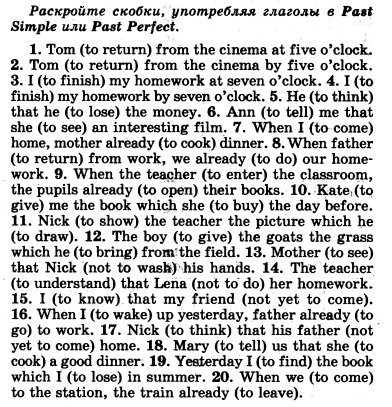 Раскройте скобки, употребляя глаголы в Past
Simple или Past Perfect.
1. Tom (to return) from the cinema at five o'clock.
2. Tom (to return) from the cinema by five o'clock.
3. I (to finish) my homework at seven o'clock. 4. I (to
finish) my homework by seven o'clock. 5. He (to think)
that he (to lose) the money. 6. Ann (to tell) me that
she (to see) an interesting film. 7. When I (to come)
home, mother already (to cook) dinner. 8. When father
(to return) from work, we already (to do) our home-
work. 9. When the teacher (to enter) the classroom,
the pupils already (to open) their books. 10. Kate (to
give) me the book which she (to buy) the day before.
11. Nick (to show) the teacher the picture which he
(to draw). 12. The boy (to give) the goats the grass
which he (to bring) from the field. 13. Mother (to see)
that Nick (not to wash) his hands. 14. The teacher
(to understand) that Lena (not to do) her homework.
15. I (to know) that my friend (not yet to come).
16. When I (to wake) up yesterday, father already (to
go) to work. 17. Nick (to think) that his father (not
yet to come) home. 18. Mary (to tell) us that she (to
cook) a good dinner. 19. Yesterday I (to find) the book
which I (to lose) in summer. 20. When we (to come)
to the station, the train already (to leave).